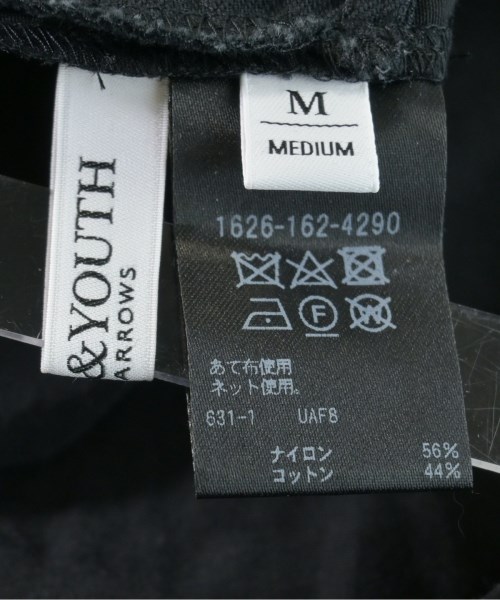 &YOUTH
ARROWS
M
MEDIUM
1626-162-4290
F
W
あて布使用
ネット使用。
631-1 UAF8
ナイロン 56%
コットン 44%